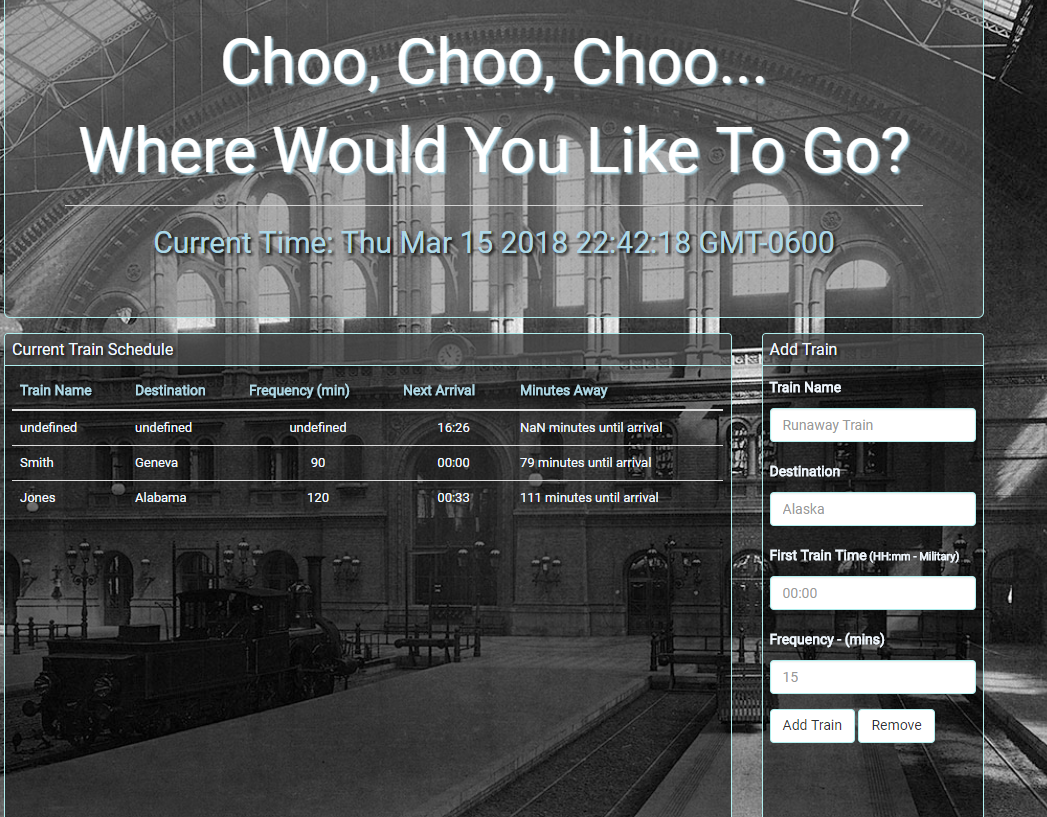 Choo, Choo, Choo...
Where Would You Like To Go?
Current Time: Thu Mar 15 2018 22:42:18 GMT-0600
Current Train Schedule
Train Name Destination Frequency (min) Next Arrival Minutes Away
undefined undefined undefined 16:26 NaN minutes until arrival
Smith Geneva 90 00:00 79 minutes until arrival
Jones Alabama 120 00:33 111 minutes until arrival
Add Train
Train Name
Runaway Train
Destination
Alaska
First Train Time (HH:mm - Military)
00:00
Frequency - (mins)
15
Add Train Remove